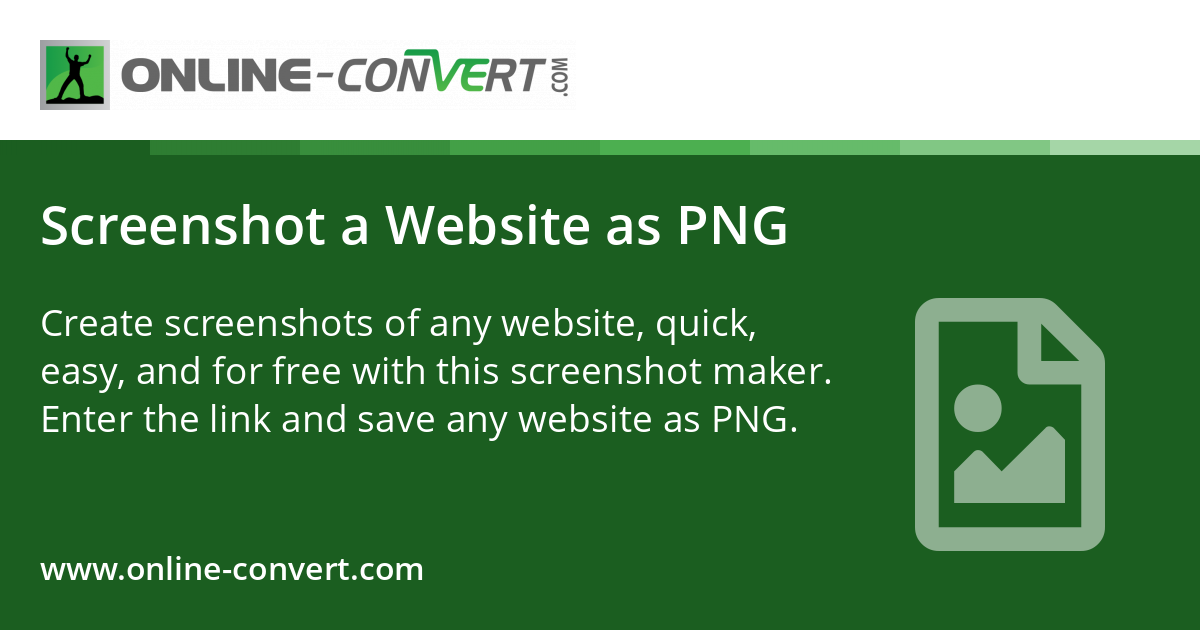 ONLINE-CONVERT.COM
Screenshot a Website as PNG
Create screenshots of any website, quick,
easy, and for free with this screenshot maker.
Enter the link and save any website as PNG.
www.online-convert.com